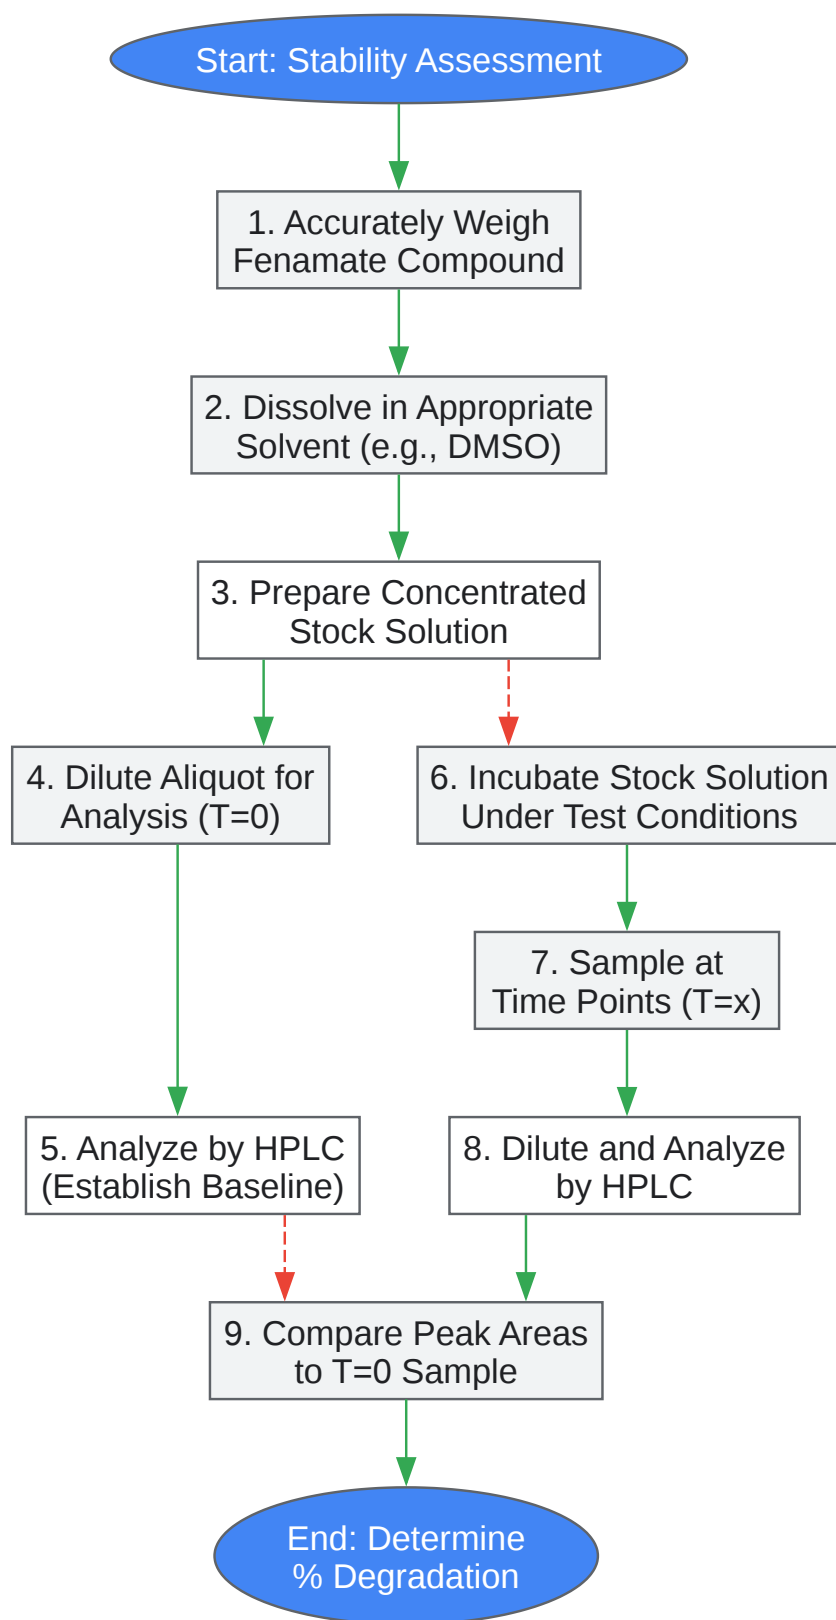 Start: Stability Assessment
1. Accurately Weigh
Fenamate Compound
2. Dissolve in Appropriate
Solvent (e.g., DMSO)
3. Prepare Concentrated
Stock Solution
4. Dilute Aliquot for
Analysis (T=0)
6. Incubate Stock Solution
Under Test Conditions
7. Sample at
Time Points (T=x)
5. Analyze by HPLC
(Establish Baseline)
8. Dilute and Analyze
by HPLC
9. Compare Peak Areas
to T=0 Sample
End: Determine
% Degradation